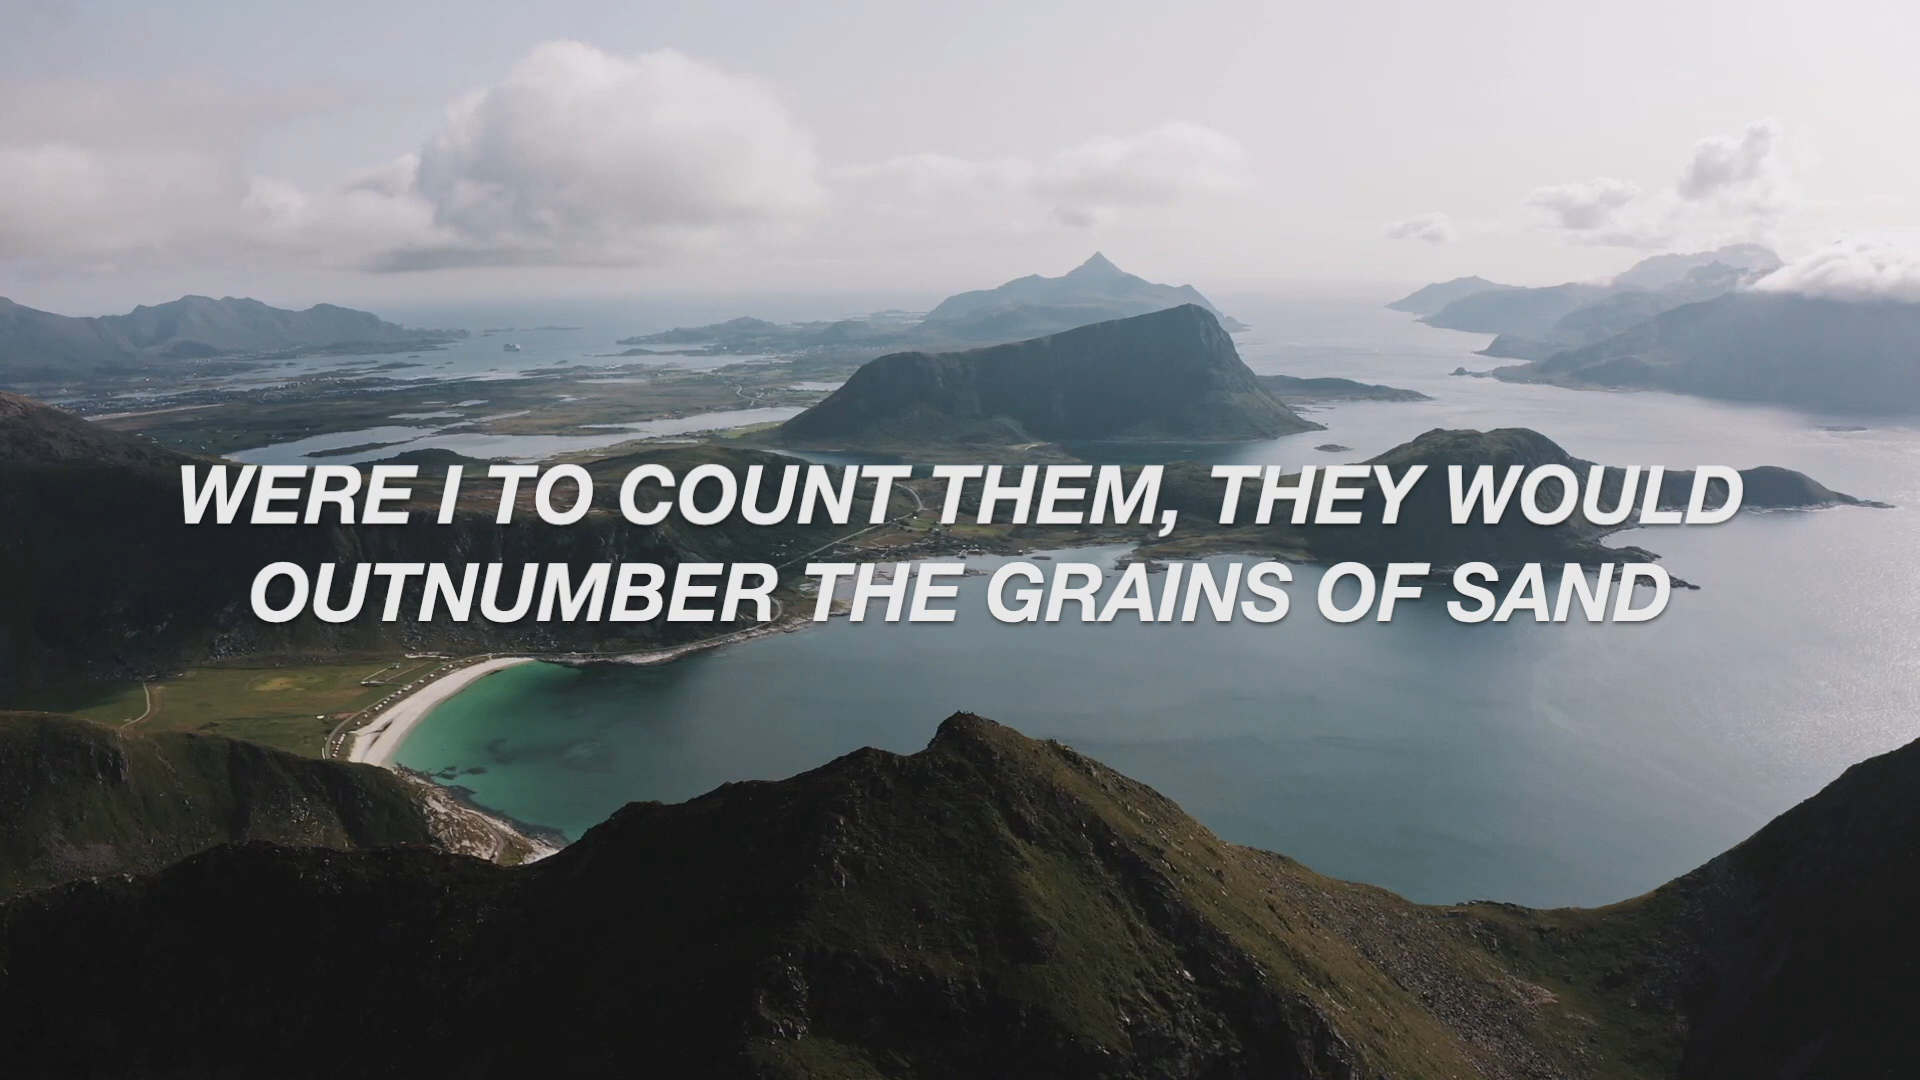 WERE I TO COUNT THEM, THEY WOULD
OUTNUMBER THE GRAINS OF SAND